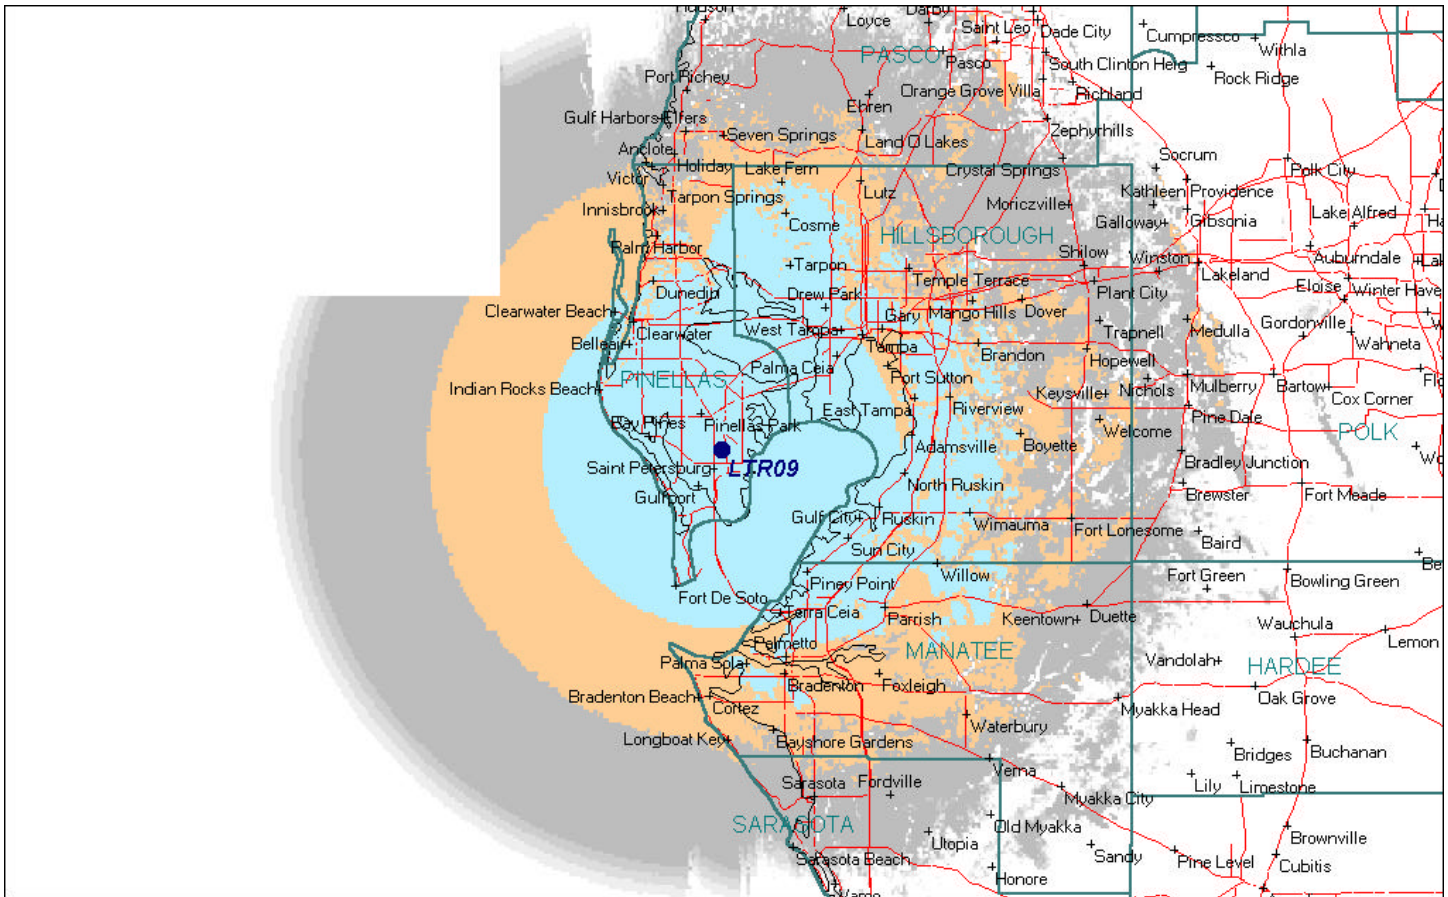 Hudson
Loyce
Darby
Saint Leo
Dade City
Cumpressco
Withla
PASCO
Pasco
South Clinton Heig
Rock Ridge
Port Richey
Ehren
Orange Grove Villa
Richland
Gulf Harbors
Elfers
Seven Springs
Land O Lakes
Zephyrhills
Anclote
Holiday
Lake Fern
Crystal Springs
Socrum
Polk City
Victor
Tarpon Springs
Lutz
Kathleen
Providence
Innisbrook
Cosme
Moriczville
Galloway
Gibsonia
Lake Alfred
Ha
Palm Harbor
HILLSBOROUGH
Shilow
Winston
Auburndale
Tarpon
Temple Terrace
Lakeland
Lak
Dunedin
Drew Park
Plant City
Eloise
Winter Have
Clearwater Beach
Clearwater
West Tampa
Gary
Mango Hills
Dover
Trapnell
Medulla
Gordonville
Wahneta
Belleair
Tampa
Brandon
Hopewell
Indian Rocks Beach
PINELLAS
Palma Ceia
Port Sutton
Keysville
Nichols
Mulberry
Bartow
Flo
Cox Corner
Bay Pines
Pinellas Park
East Tampa
Riverview
Welcome
Pine Dale
POLK
Adamsville
Boyette
Saint Petersburg
LTR09
North Ruskin
Bradley Junction
Gulfport
Brewster
Fort Meade
Gulf City
Ruskin
Wimauma
Fort Lonesome
Baird
Sun City
Be
Fort De Soto
Piney Point
Willow
Fort Green
Bowling Green
Terra Ceia
Parrish
Keentown
Duette
Wauchula
Lemon
Palmetto
MANATEE
Palma Sola
Vandolah
HARDEE
Bradenton Beach
Cortez
Bradenton
Foxleigh
Myakka Head
Oak Grove
Longboat Key
Bayshore Gardens
Waterbury
Bridges
Buchanan
Verna
Sarasota
Fordville
Myakka City
Lily
Limestone
SARASOTA
Old Myakka
Utopia
Brownville
Sarasota Beach
Sandy
Pine Level
Cubitis
Honore
Vamo